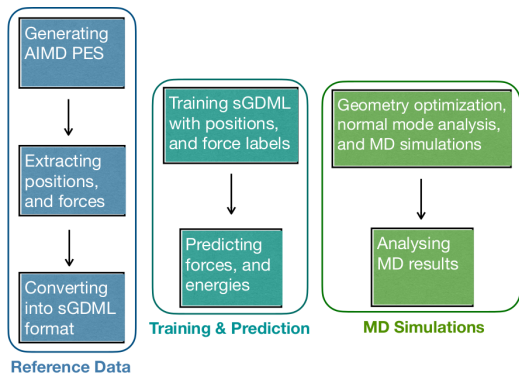 Generating
AIMD PES
Extracting
positions,
and forces
Converting
into sGDML
format
Reference Data
Training sGDML
with positions,
and force labels
Predicting
forces, and
energies
Training & Prediction
Geometry optimization,
normal mode analysis,
and MD simulations
Analysing
MD results
MD Simulations